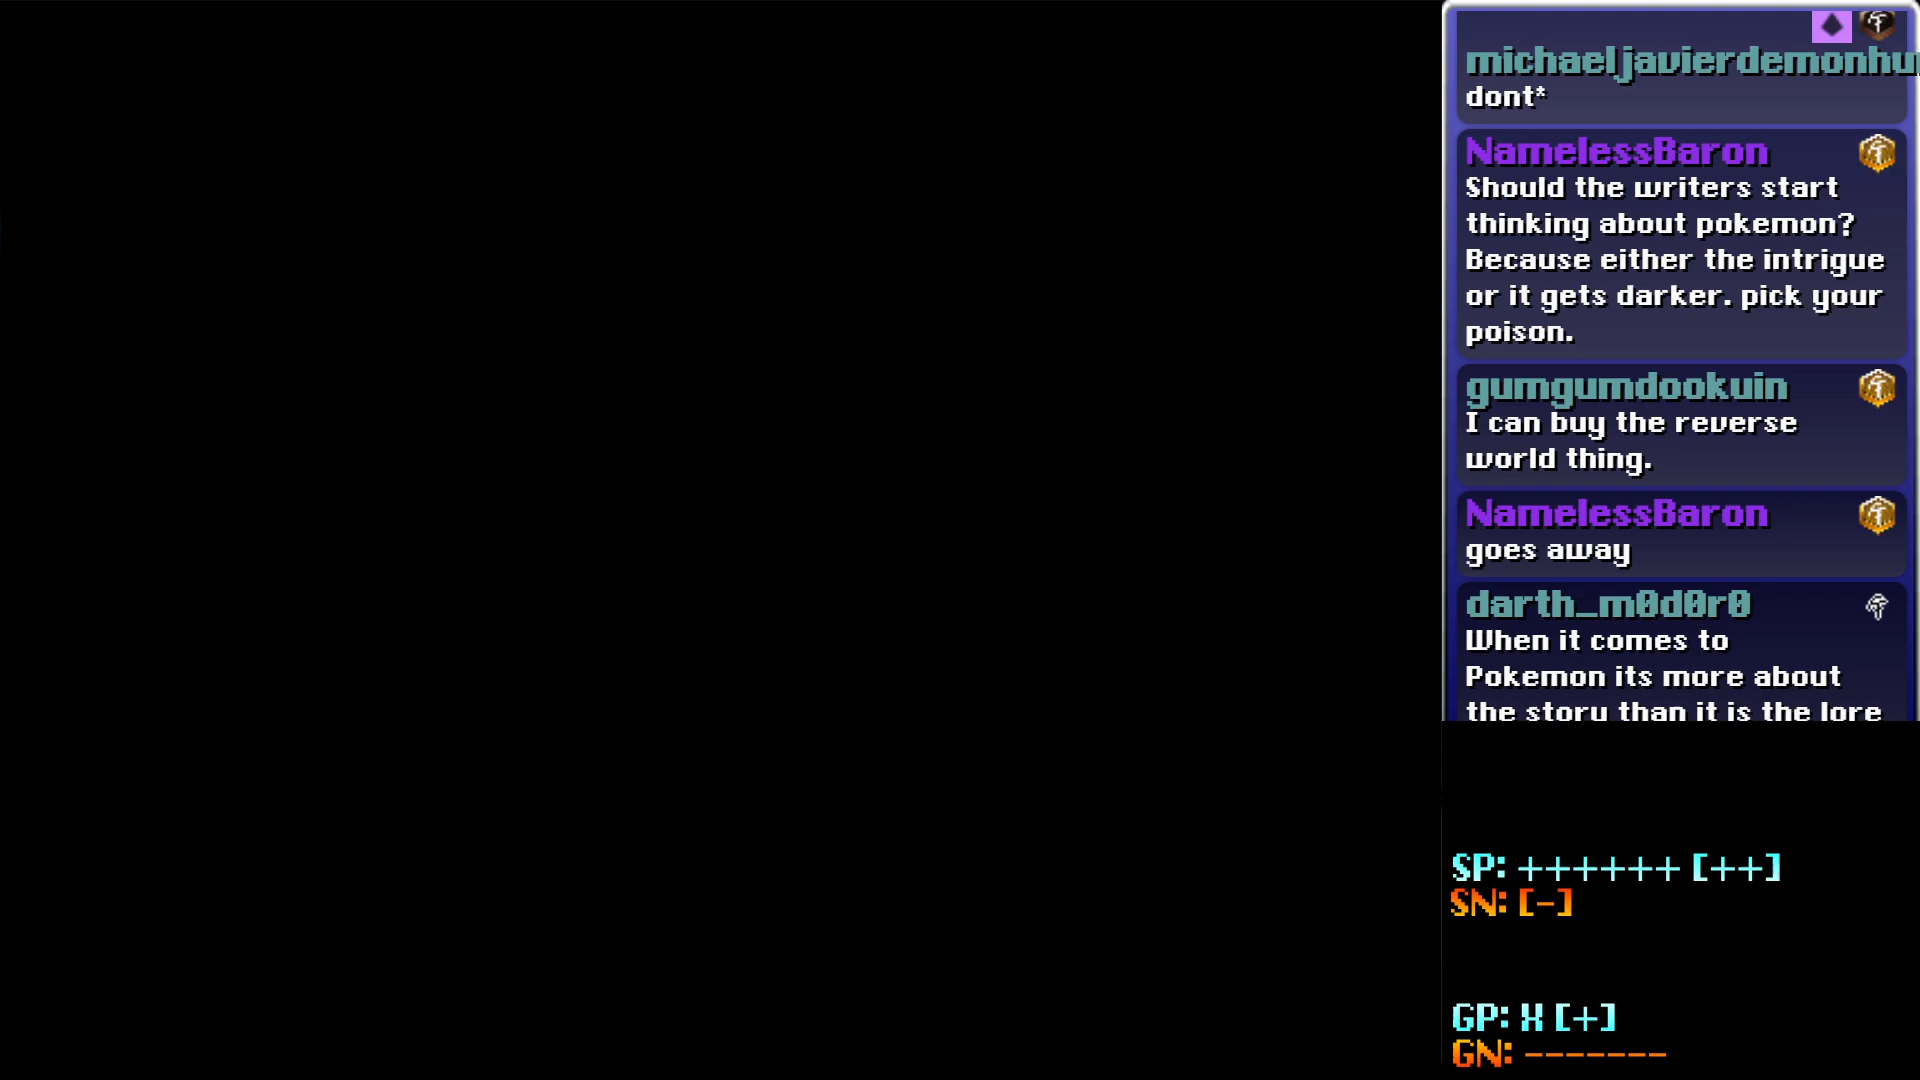 michaeljavierdemonhu
dont*
NamelessBaron
Should the writers start
thinking about pokemon?
Because either the intrigue
or it gets darker. pick your
poison.
gumgumdookuin
I can buy the reverse
world thing.
NamelessBaron
goes away
darth_m0d0r0
When it comes to
Pokemon its more about
the story than it is the lore
SP: ++++++ [++]
SN: [-]
GP: X [+]
GN: -------